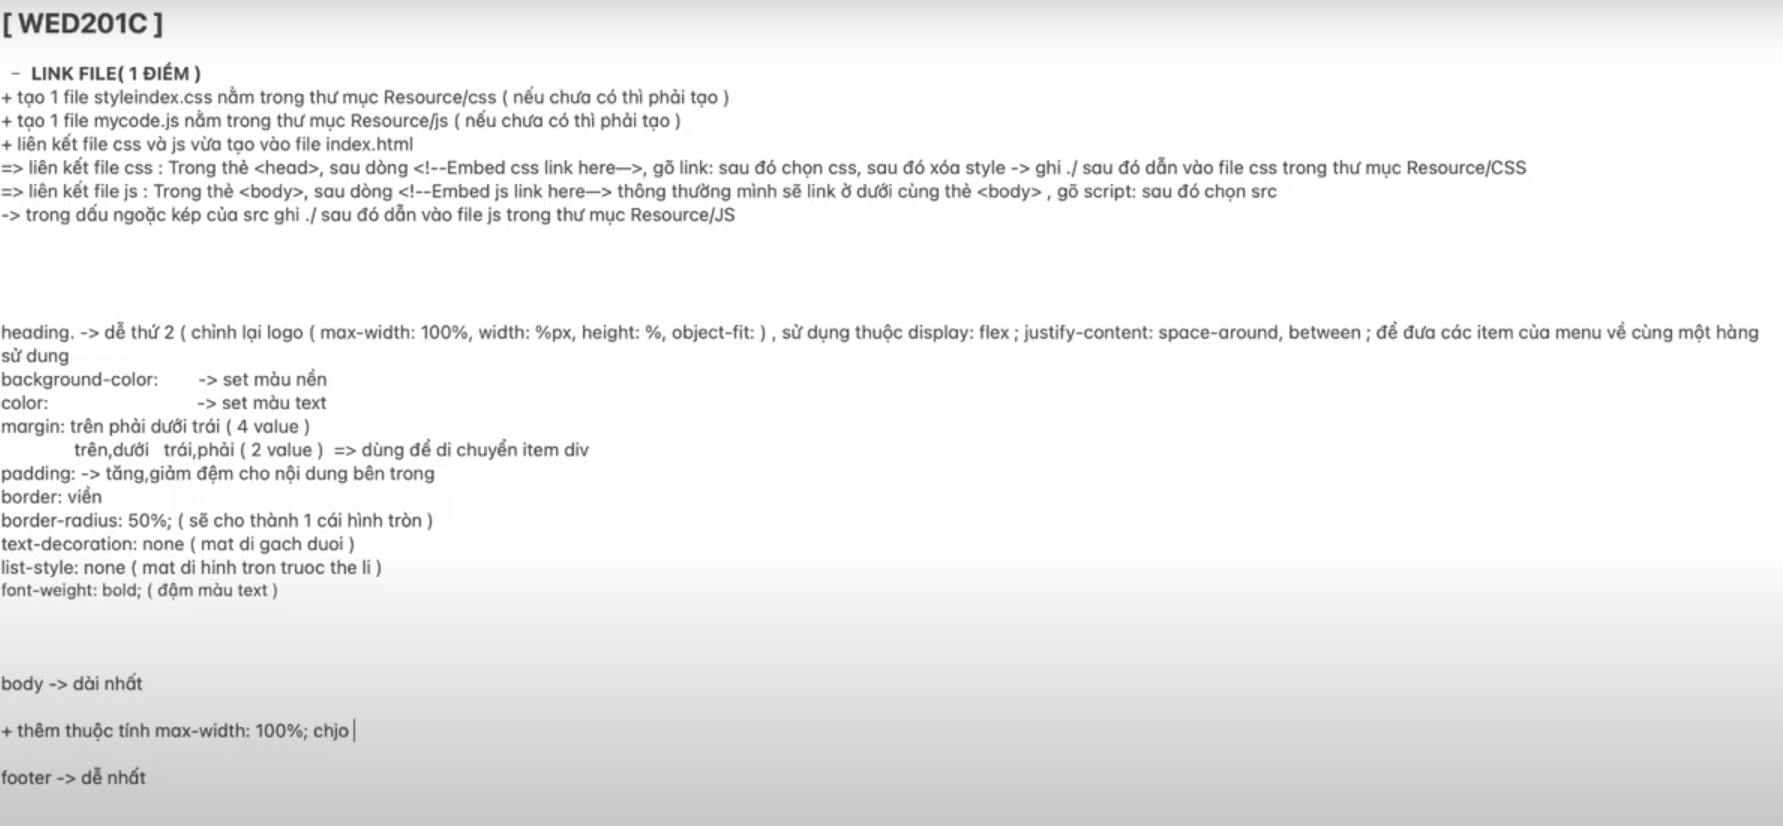 [ WED201C ]
– LINK FILE( 1 ĐIỂM )
+ tạo 1 file styleindex.css nằm trong thư mục Resource/css ( nếu chưa có thì phải tạo )
+ tạo 1 file mycode.js nằm trong thư mục Resource/js ( nếu chưa có thì phải tạo )
+ liên kết file css và js vừa tạo vào file index.html
=> liên kết file css : Trong thẻ <head>, sau dòng <!--Embed css link here—>, gõ link: sau đó chọn css, sau đó xóa style -> ghi ./ sau đó dẫn vào file css trong thư mục Resource/CSS
=> liên kết file js : Trong thẻ <body>, sau dòng <!--Embed js link here—> thông thường mình sẽ link ở dưới cùng thẻ <body> , gõ script: sau đó chọn src
-> trong dấu ngoặc kép của src ghi ./ sau đó dẫn vào file js trong thư mục Resource/JS
heading. -> dễ thứ 2 ( chỉnh lại logo ( max-width: 100%, width: %px, height: %, object-fit: ) , sử dụng thuộc display: flex ; justify-content: space-around, between ; để đưa các item của menu về cùng một hàng
sử dung
background-color: -> set màu nền
color: -> set màu text
margin: trên phải dưới trái ( 4 value )
trên,dưới trái,phải ( 2 value ) => dùng để di chuyển item div
padding: -> tăng,giảm đệm cho nội dung bên trong
border: viền
border-radius: 50%; ( sẽ cho thành 1 cái hình tròn )
text-decoration: none ( mat di gach duoi )
list-style: none ( mat di hinh tron truoc the li )
font-weight: bold; ( đậm màu text )
body -> dài nhất
+ thêm thuộc tính max-width: 100%; chjo
footer -> dễ nhất